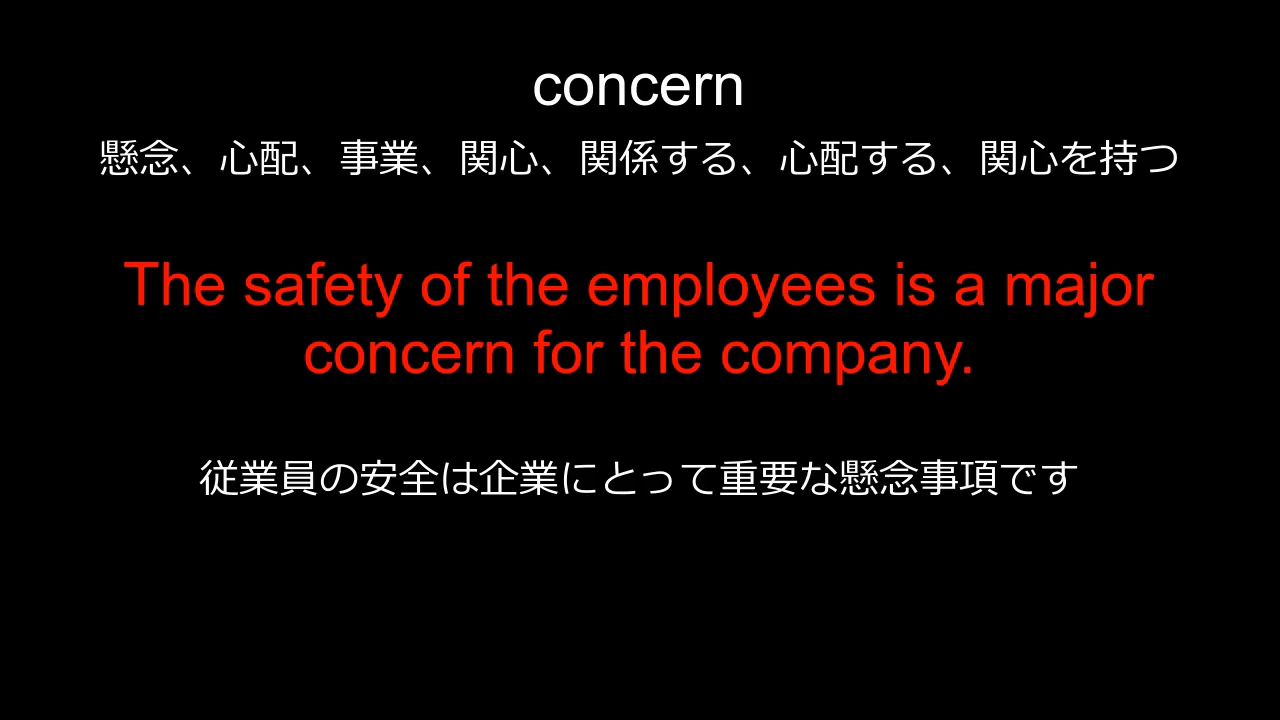 concern
懸念、心配、事業、関心、関係する、心配する、関心を持つ
The safety of the employees is a major
concern for the company.
従業員の安全は企業にとって重要な懸念事項です